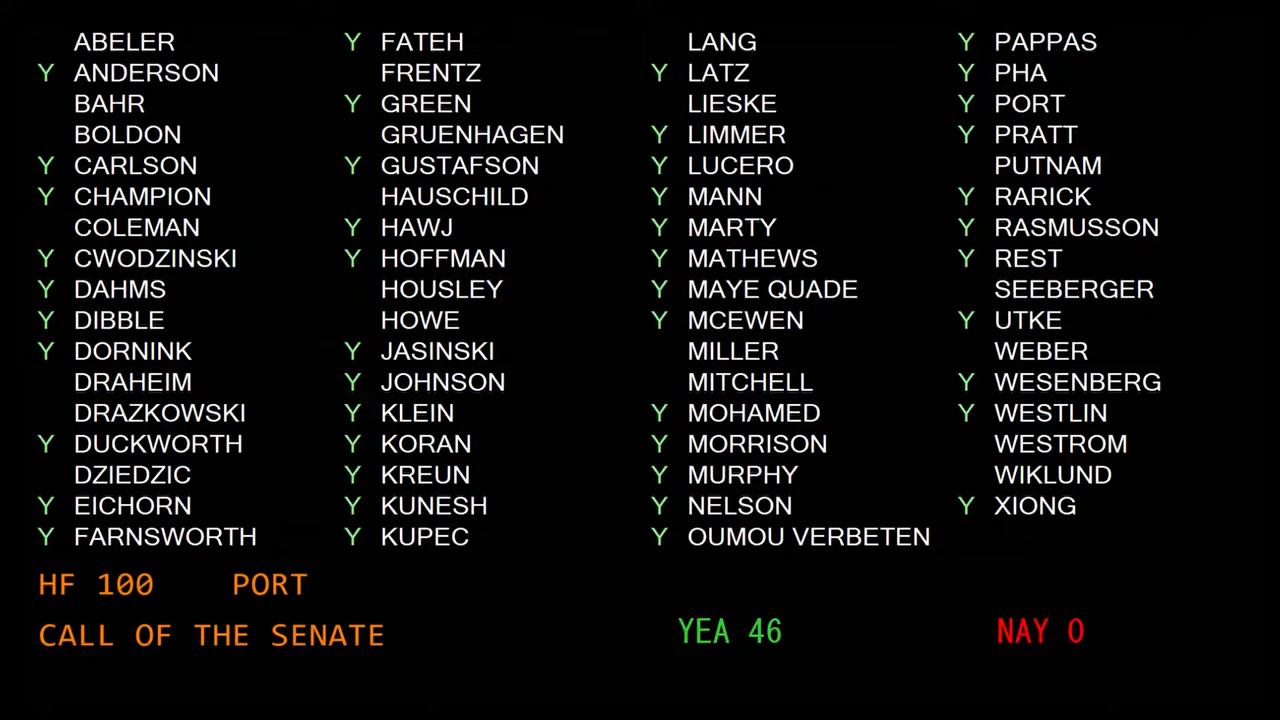 ABELER Y FATEH LANG Y PAPPAS
Y ANDERSON FRENTZ Y LATZ Y PHA
BAHR Y GREEN LIESKE Y PORT
BOLDON GRUENHAGEN Y LIMMER Y PRATT
Y CARLSON Y GUSTAFSON Y LUCERO PUTNAM
Y CHAMPION HAUSCHILD Y MANN Y RARICK
COLEMAN Y HAWJ Y MARTY Y RASMUSSON
Y CWODZINSKI Y HOFFMAN Y MATHEWS Y REST
Y DAHMS HOUSLEY Y MAYE QUADE SEEBERGER
Y DIBBLE HOWE Y MCEWEN Y UTKE
Y DORNINK Y JASINSKI MILLER WEBER
DRAHEIM Y JOHNSON MITCHELL Y WESENBERG
DRAZKOWSKI Y KLEIN Y MOHAMED Y WESTLIN
Y DUCKWORTH Y KORAN Y MORRISON WESTROM
DZIEDZIC Y KREUN Y MURPHY WIKLUND
Y EICHORN Y KUNESH Y NELSON Y XIONG
Y FARNSWORTH Y KUPEC Y OUMOU VERBETEN
HF 100 PORT
CALL OF THE SENATE YEA 46 NAY 0